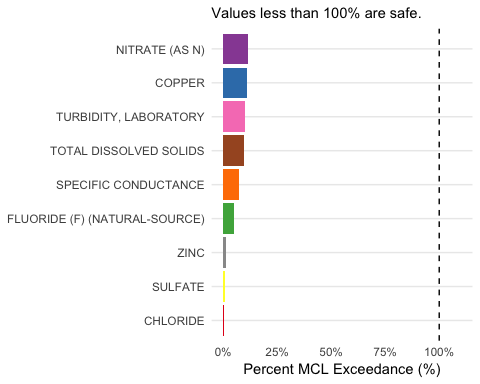 Values less than 100% are safe.
NITRATE (AS N)
COPPER
TURBIDITY, LABORATORY
TOTAL DISSOLVED SOLIDS
SPECIFIC CONDUCTANCE
FLUORIDE (F) (NATURAL-SOURCE)
ZINC
SULFATE
CHLORIDE
0% 25% 50% 75% 100%
Percent MCL Exceedance (%)